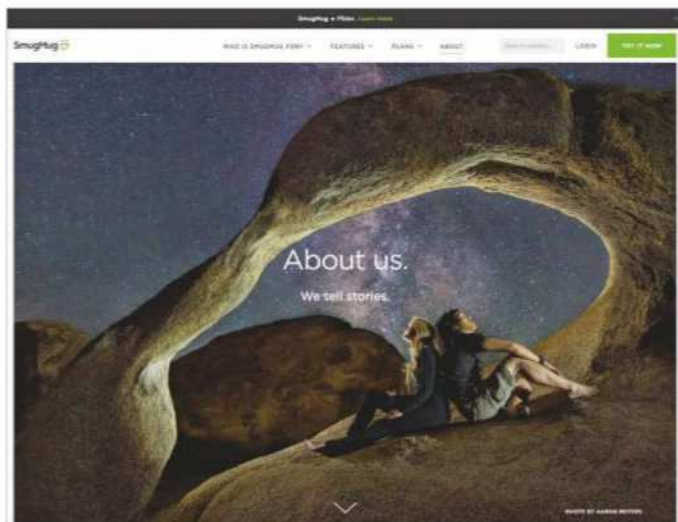 SmugMug + Flickr. Learn more
SmugMug
WHO IS SMUGMUG FOR?
FEATURES
PLANS
ABOUT
LOGIN
TRY IT NOW
About us.
We tell stories.
PHOTO BY AARON MEYERS